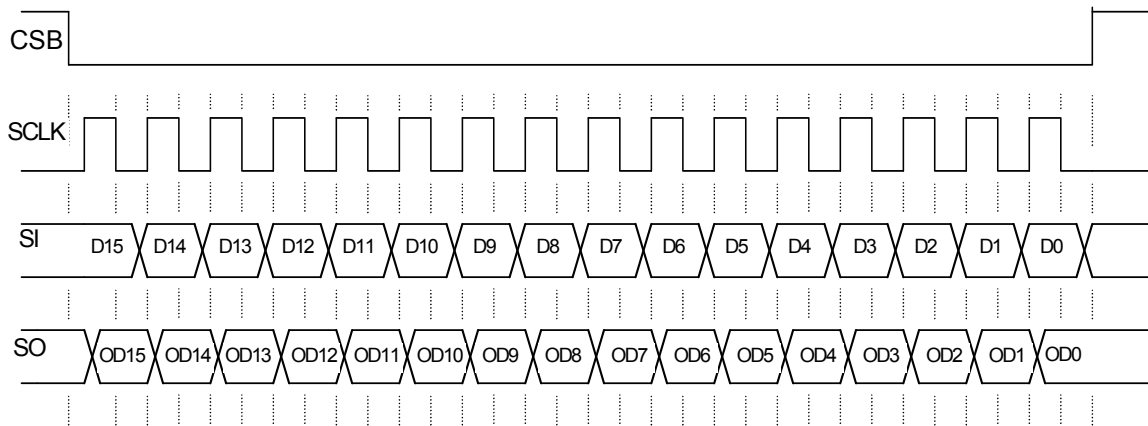 CSB
SCLK
SI D15 D14 D13 D12 D11 D10 D9 D8 D7 D6 D5 D4 D3 D2 D1 D0
SO OD15 OD14 OD13 OD12 OD11 OD10 OD9 OD8 OD7 OD6 OD5 OD4 OD3 OD2 OD1 OD0